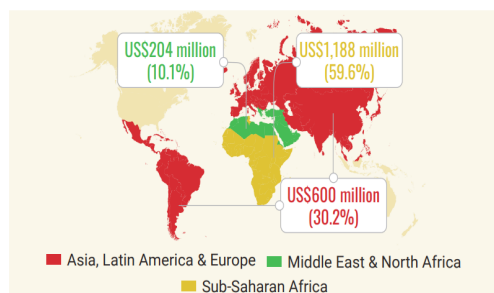 US$204 million
(10.1%)
US$1,188 million
(59.6%)
US$600 million
(30.2%)
Asia, Latin America & Europe
Middle East & North Africa
Sub-Saharan Africa